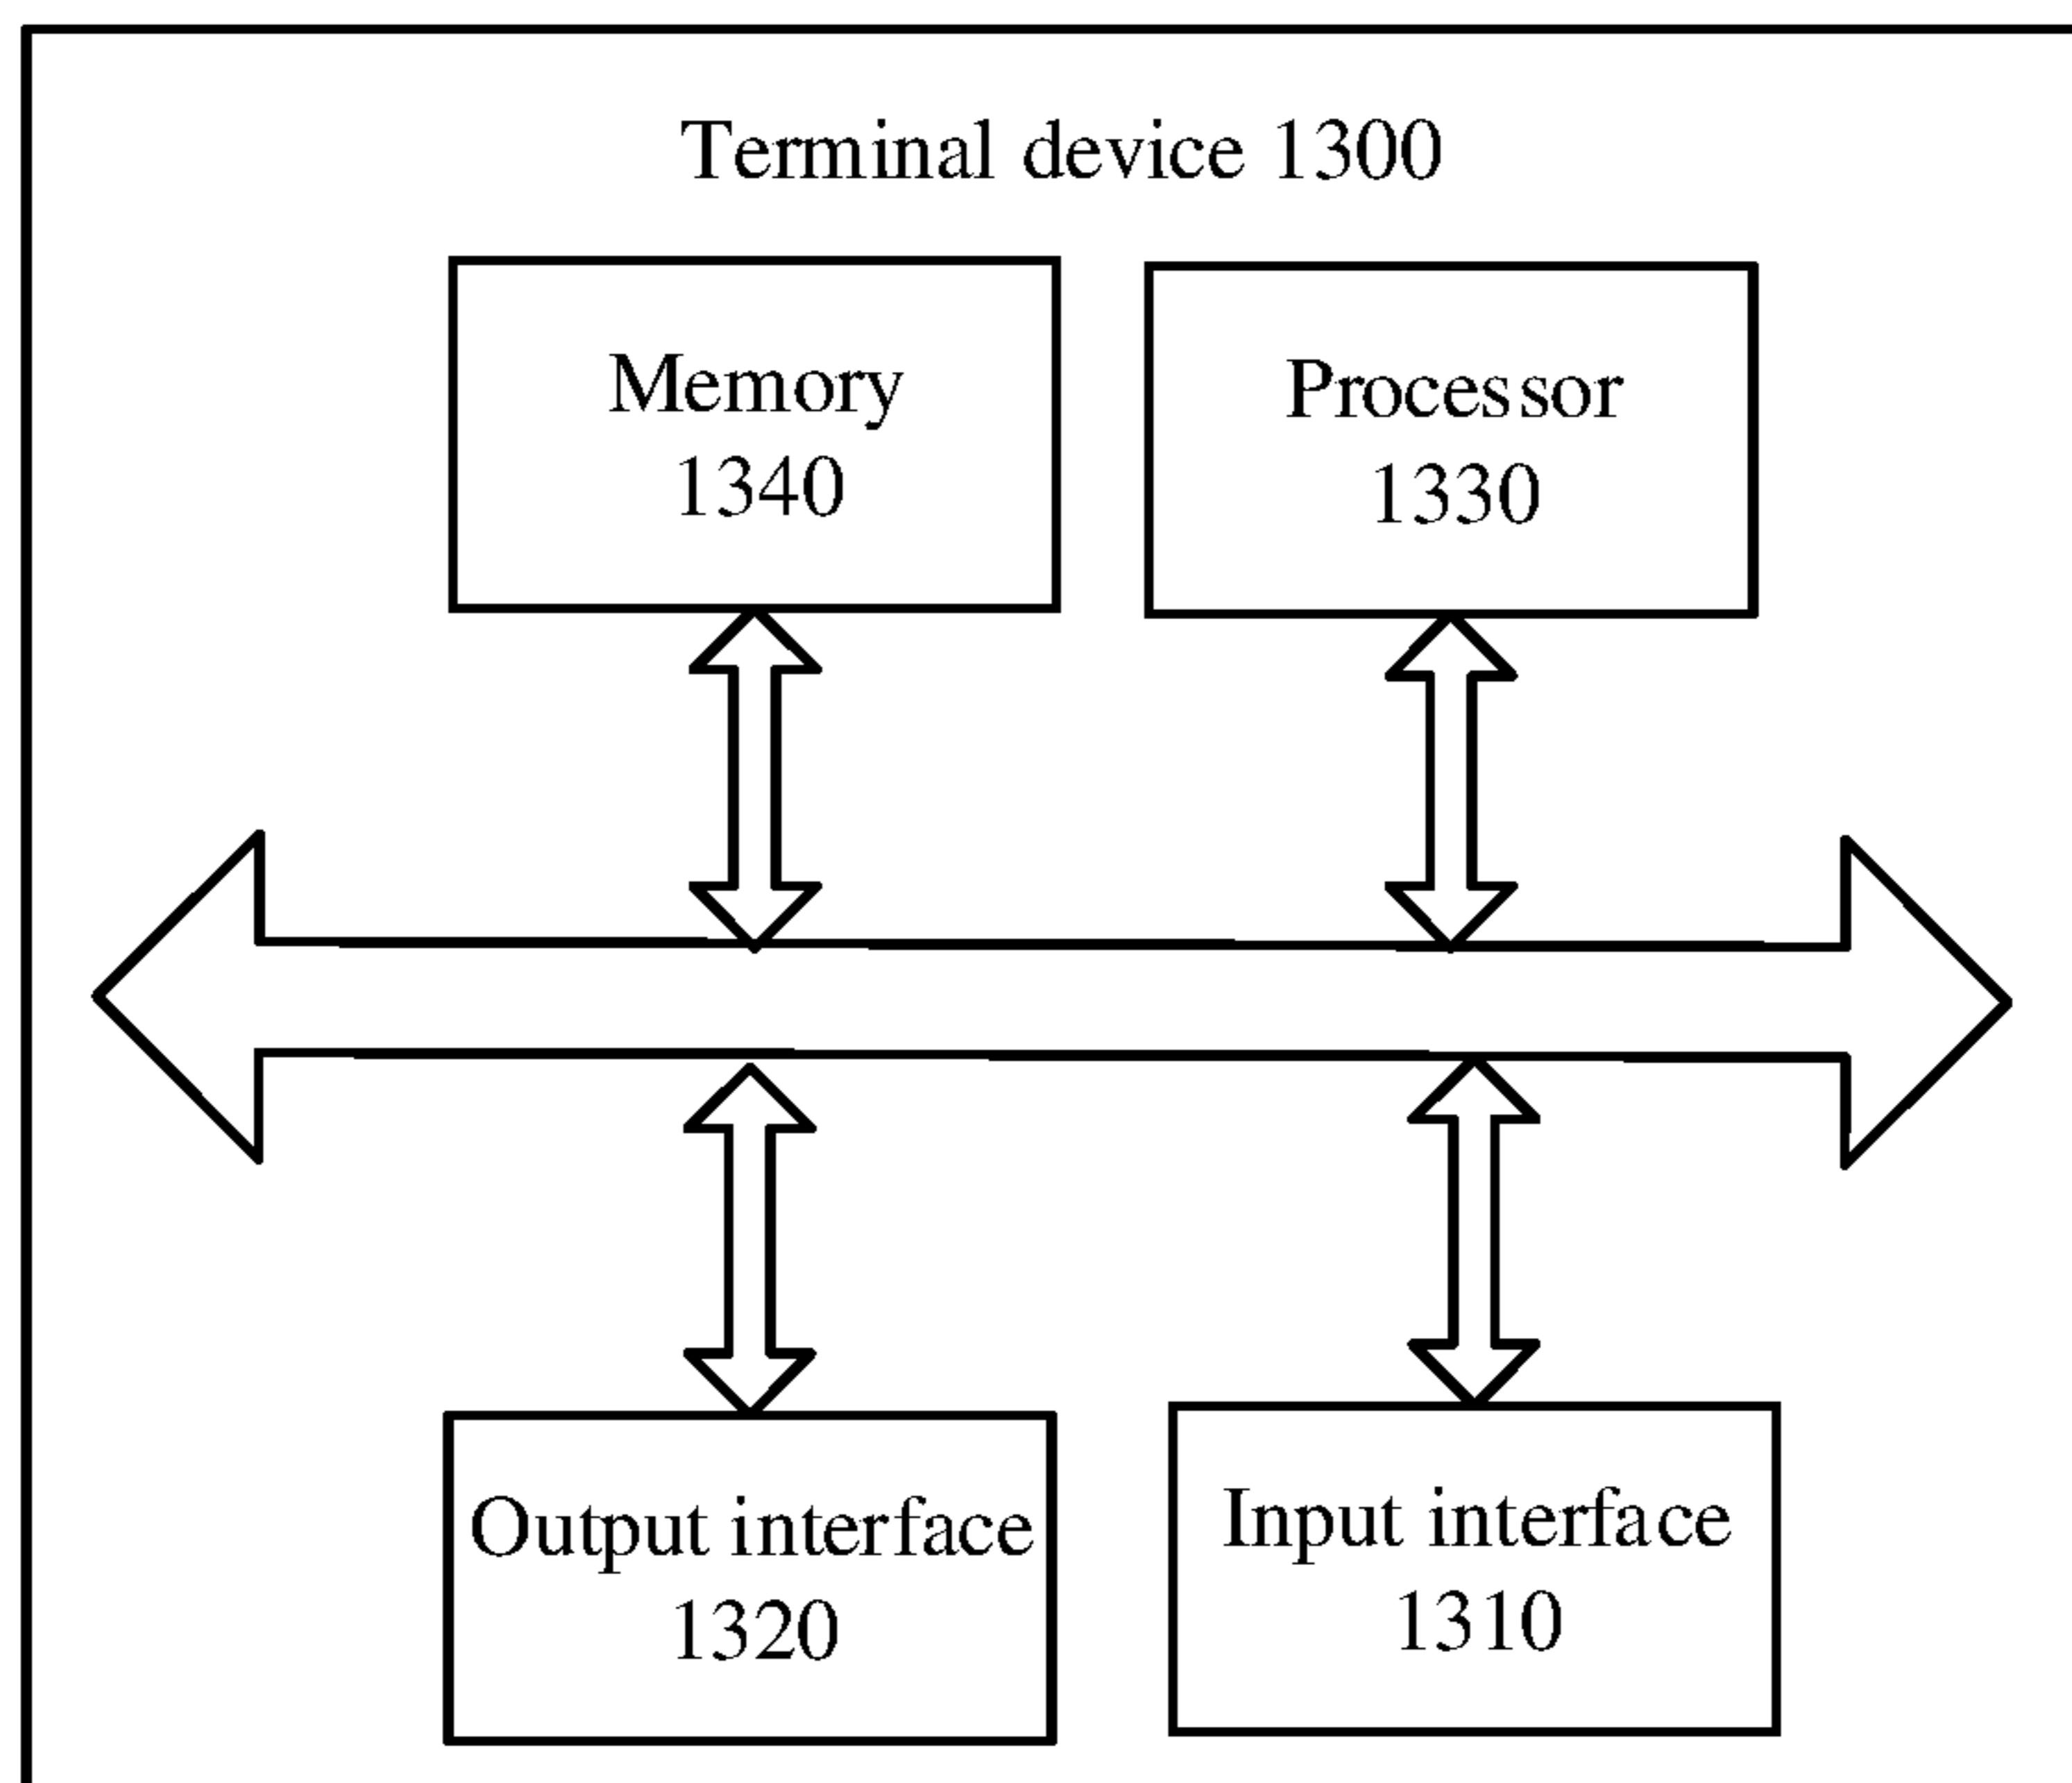 Terminal device 1300
Memory
1340
Processor
1330
Output interface
1320
Input interface
1310